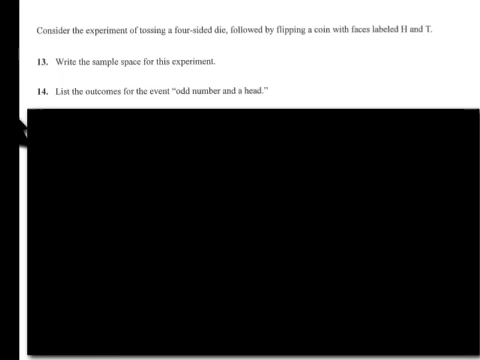 Consider the experiment of tossing a four-sided die, followed by flipping a coin with faces labeled H and T.
13. Write the sample space for this experiment.
14. List the outcomes for the event “odd number and a head.”